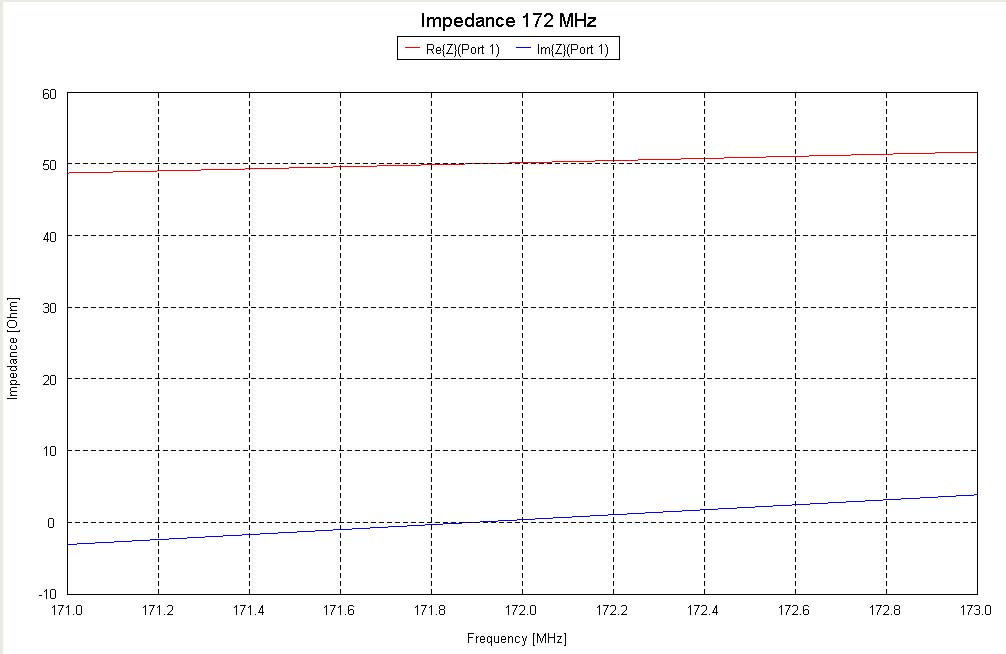 Impedance 172 MHz
Re{Z}(Port 1) Im{Z}(Port 1)
60
50
40
30
20
10
0
-10
Impedance [Ohm]
171.0 171.2 171.4 171.6 171.8 172.0 172.2 172.4 172.6 172.8 173.0
Frequency [MHz]